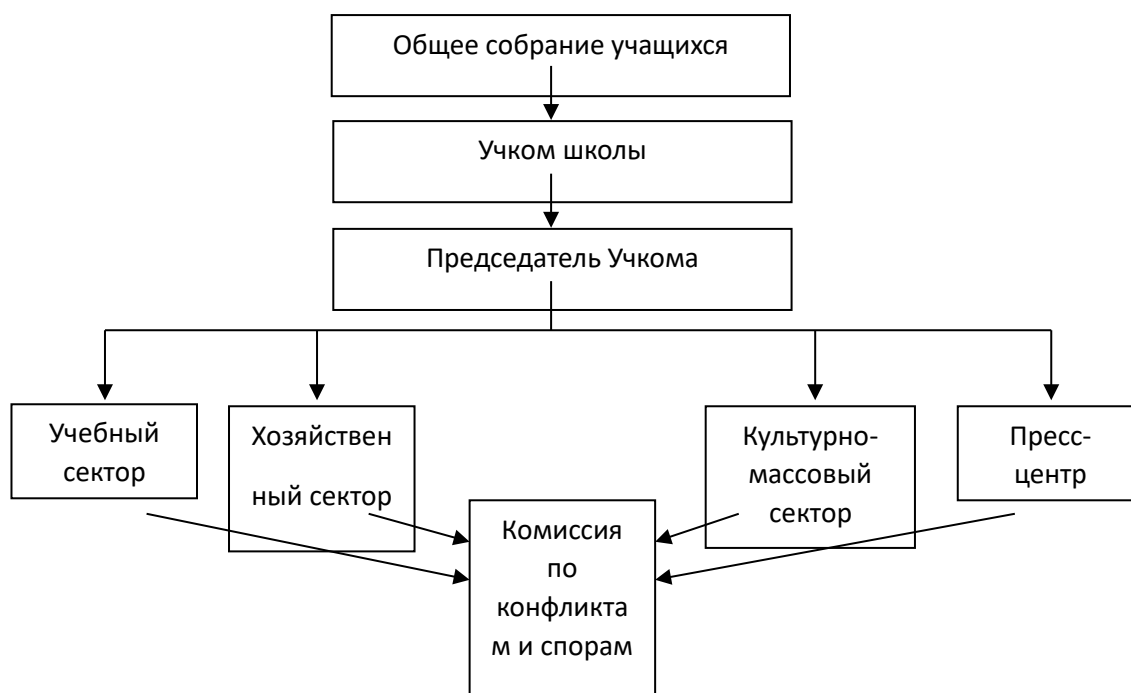 Общее собрание учащихся
Учком школы
Председатель Учкома
Учебный
сектор
Хозяйствен
ный сектор
Культурно-
массовый
сектор
Пресс-
центр
Комиссия
по
конфликта
м и спорам